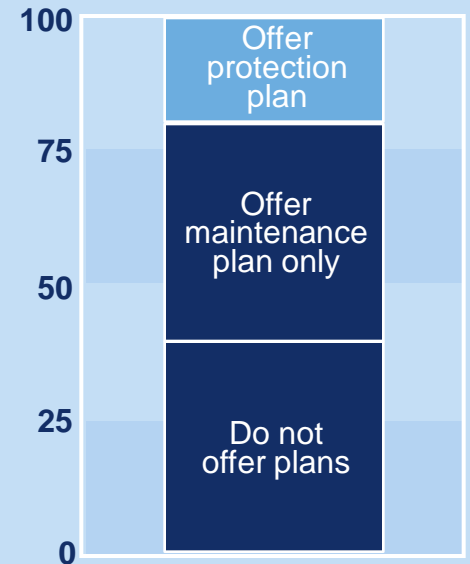 100
Offer
protection
plan
75
Offer
maintenance
plan only
50
25
Do not
offer plans
0